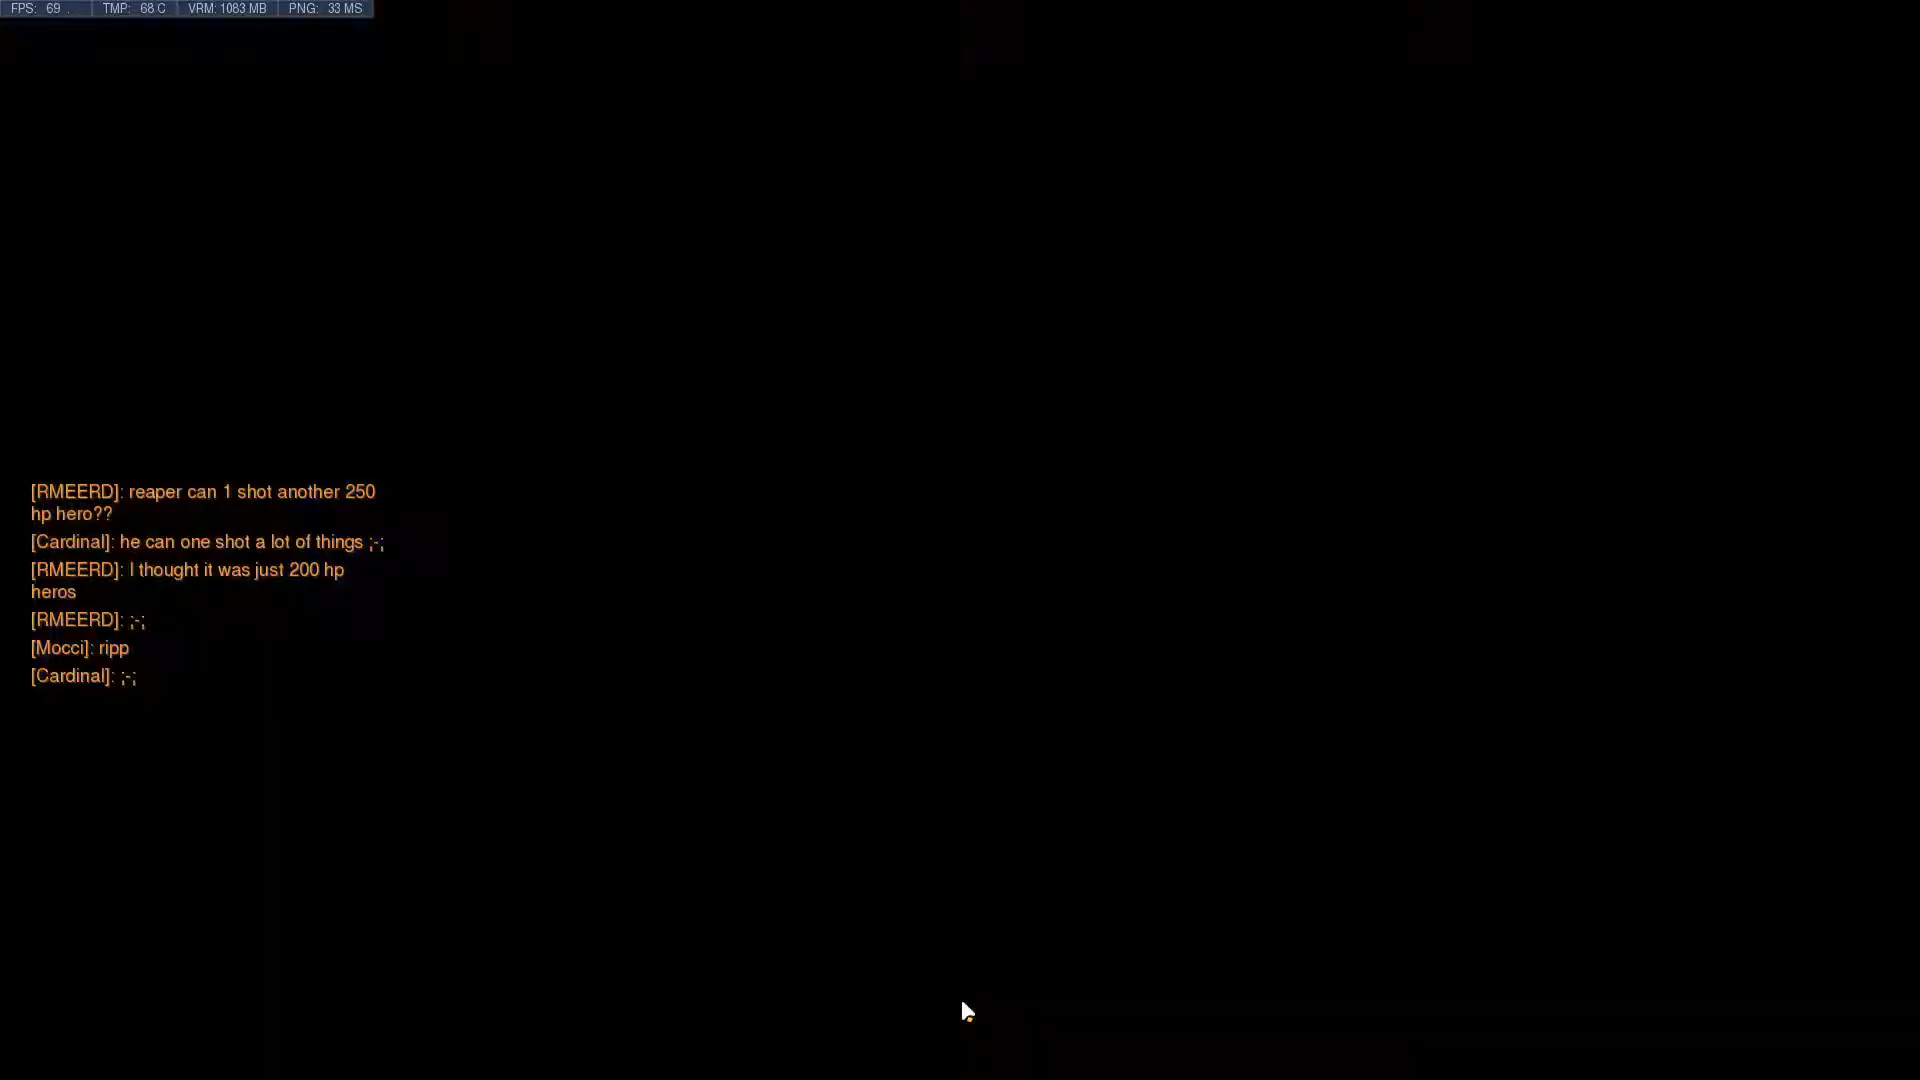 FPS: 69 . TMP: 68 C VRM: 1083 MB PNG: 33 MS
[RMEERD]: reaper can 1 shot another 250
hp hero??
[Cardinal]: he can one shot a lot of things ;-;
[RMEERD]: I thought it was just 200 hp
heros
[RMEERD]: ;-;
[Mocci]: ripp
[Cardinal]: ;-;